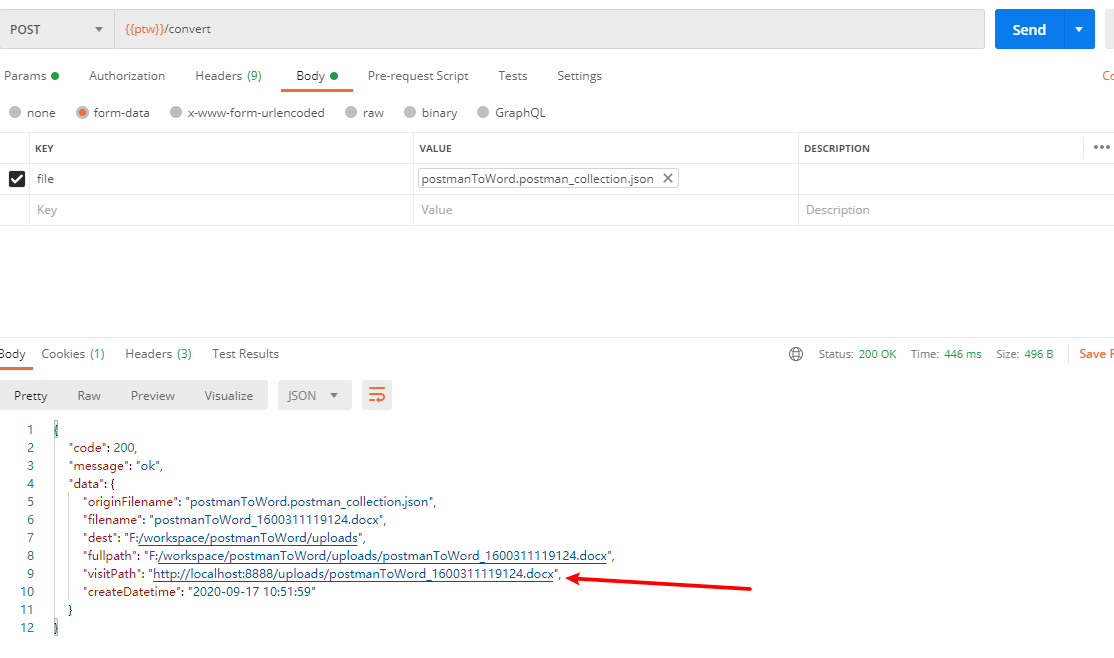 POST {{ptw}}/convert Send
Params Authorization Headers (9) Body Pre-request Script Tests Settings Co
none form-data x-www-form-urlencoded raw binary GraphQL
KEY VALUE DESCRIPTION •••
file postmanToWord.postman_collection.json ✕
Key Value Description
Body Cookies (1) Headers (3) Test Results Status: 200 OK Time: 446 ms Size: 496 B Save R
Pretty Raw Preview Visualize JSON
1 {
2 "code": 200,
3 "message": "ok",
4 "data": {
5 "originFilename": "postmanToWord.postman_collection.json",
6 "filename": "postmanToWord_1600311119124.docx",
7 "dest": "F:/workspace/postmanToWord/uploads",
8 "fullpath": "F:/workspace/postmanToWord/uploads/postmanToWord_1600311119124.docx",
9 "visitPath": "http://localhost:8888/uploads/postmanToWord_1600311119124.docx",
10 "createDatetime": "2020-09-17 10:51:59"
11 }
12 }